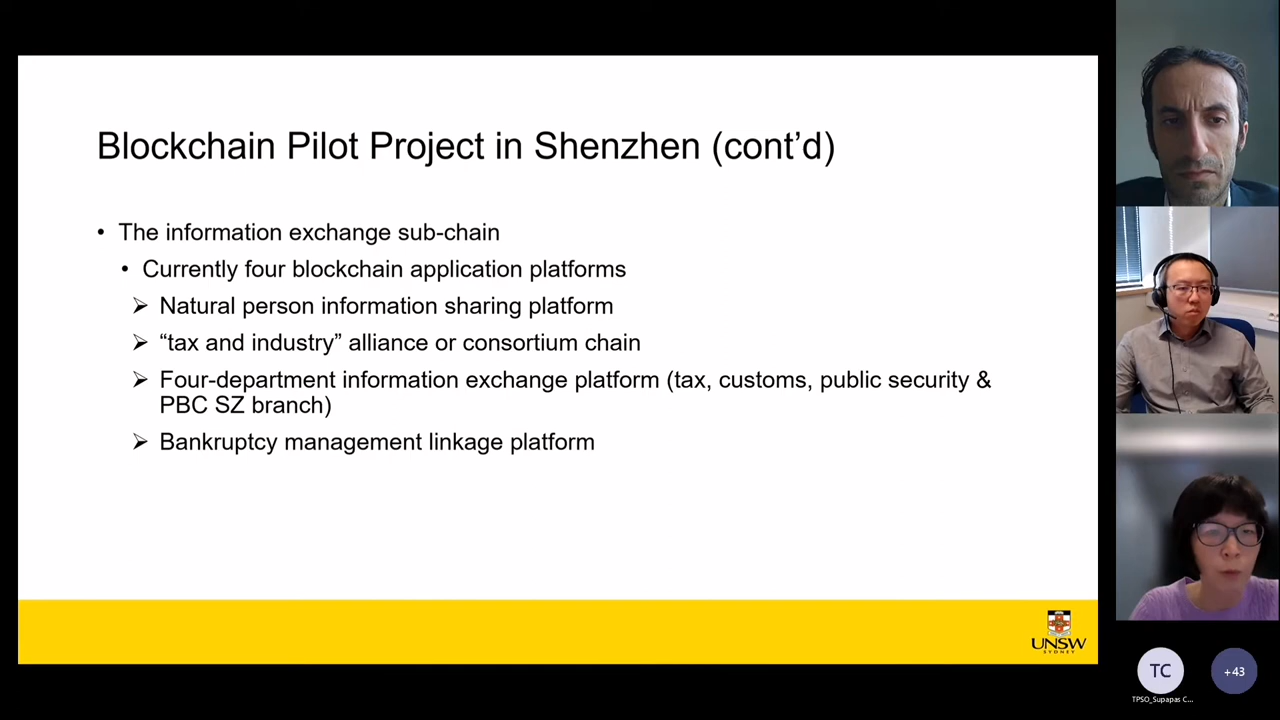 Blockchain Pilot Project in Shenzhen (cont’d)
• The information exchange sub-chain
• Currently four blockchain application platforms
➢ Natural person information sharing platform
➢ “tax and industry” alliance or consortium chain
➢ Four-department information exchange platform (tax, customs, public security &
PBC SZ branch)
➢ Bankruptcy management linkage platform
UNSW
SYDNEY
TC
+43
TPSO_Supapas C...